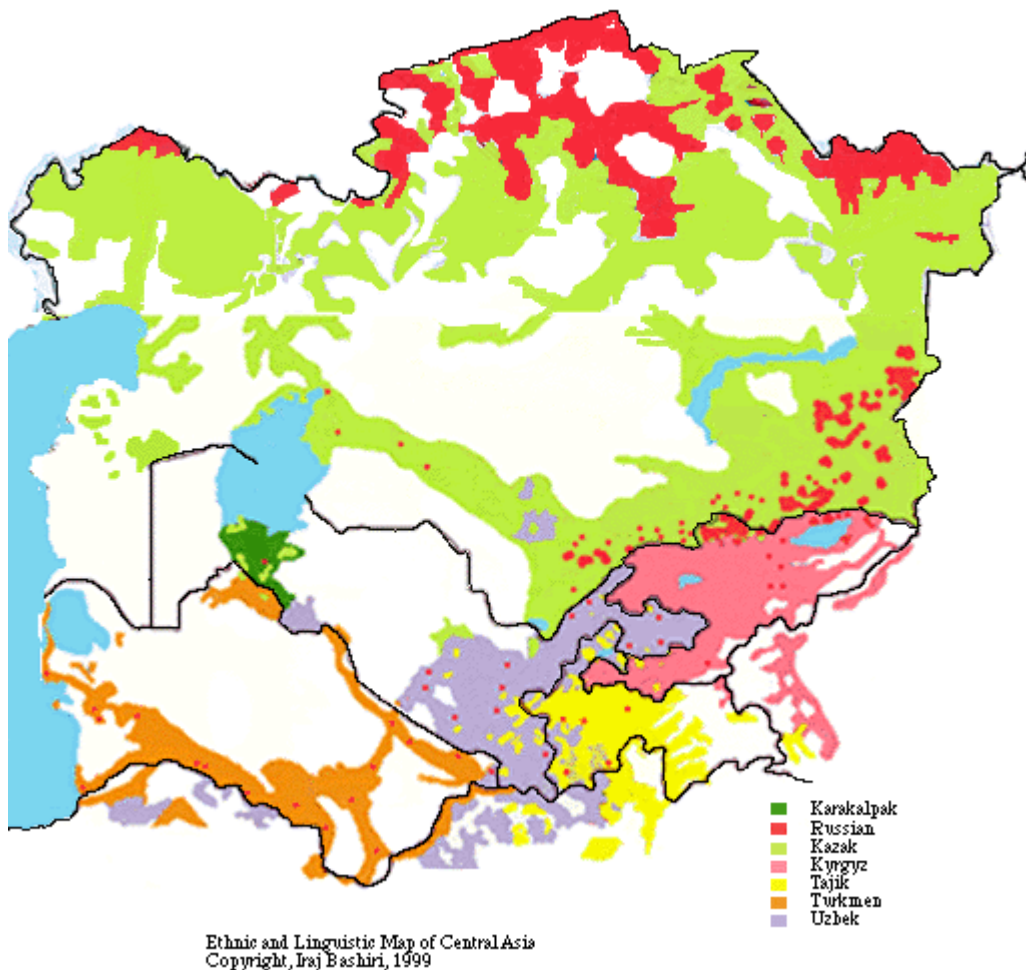 Karakalpak
Russian
Kazak
Kyrgyz
Tajik
Turkmen
Uzbek
Ethnic and Linguistic Map of Central Asia
Copyright, Iraj Bashiri, 1999